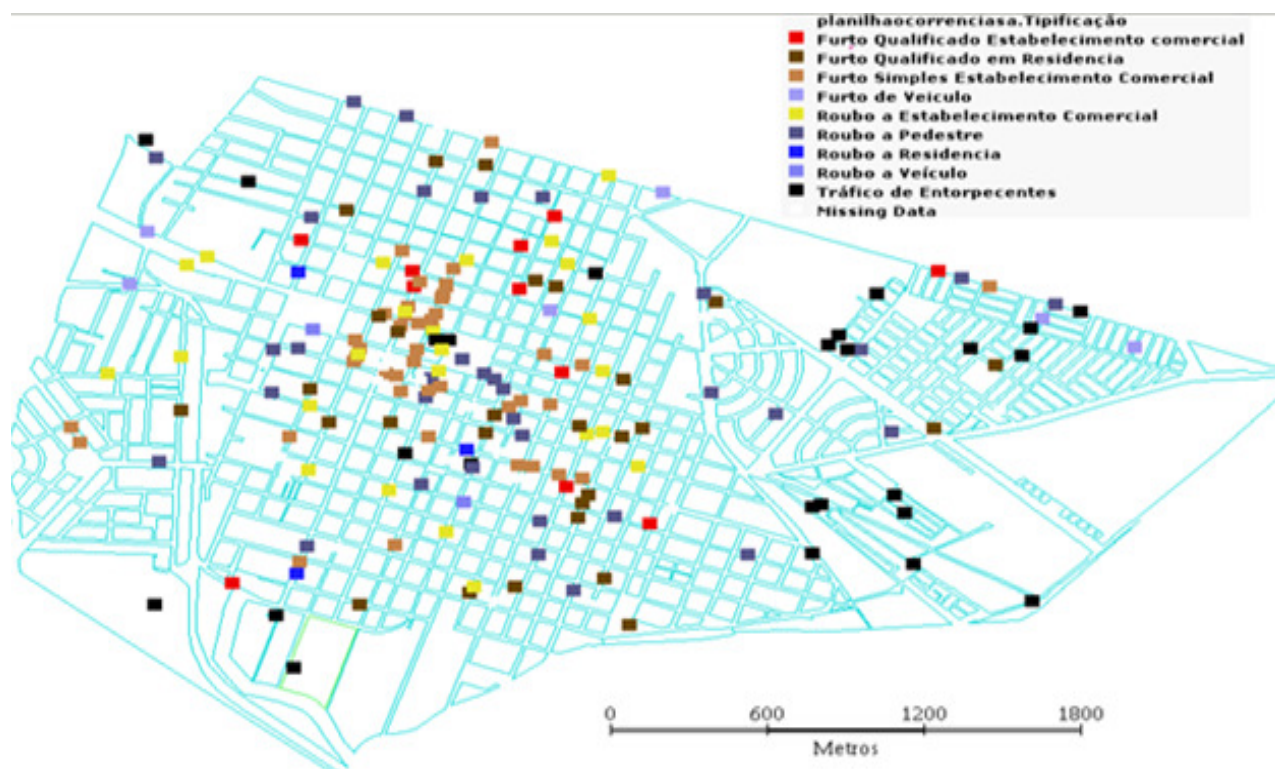 planilhaocorrenciasa.Tipificação
Furto Qualificado Estabelecimento comercial
Furto Qualificado em Residencia
Furto Simples Estabelecimento Comercial
Furto de Veiculo
Roubo a Estabelecimento Comercial
Roubo a Pedestre
Roubo a Residencia
Roubo a Veículo
Tráfico de Entorpecentes
Missing Data
0 600 1200 1800
Metros